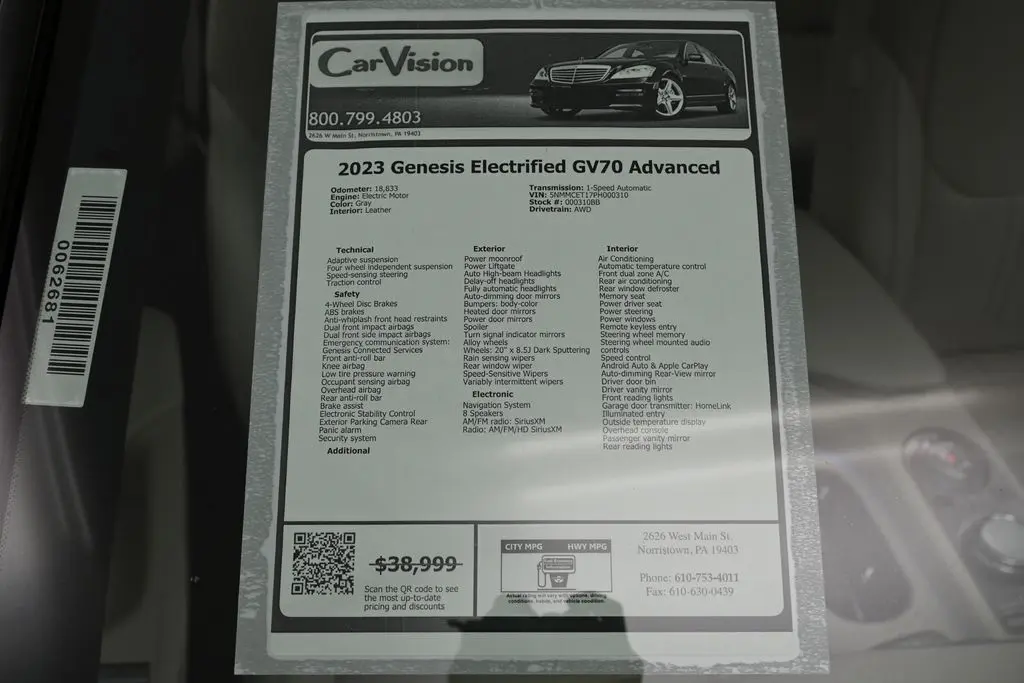 CarVision
800.799.4803
2626 W Main St, Norristown, PA 19403
2023 Genesis Electrified GV70 Advanced
Odometer: 18,833
Engine: Electric Motor
Color: Gray
Interior: Leather
Transmission: 1-Speed Automatic
VIN: 5NMMCET17PH000310
Stock #: 000310BB
Drivetrain: AWD
Technical
Adaptive suspension
Four wheel independent suspension
Speed-sensing steering
Traction control
Safety
4-Wheel Disc Brakes
ABS brakes
Anti-whiplash front head restraints
Dual front impact airbags
Dual front side impact airbags
Emergency communication system:
Genesis Connected Services
Front anti-roll bar
Knee airbag
Low tire pressure warning
Occupant sensing airbag
Overhead airbag
Rear anti-roll bar
Brake assist
Electronic Stability Control
Exterior Parking Camera Rear
Panic alarm
Security system
Additional
Exterior
Power moonroof
Power Liftgate
Auto High-beam Headlights
Delay-off headlights
Fully automatic headlights
Auto-dimming door mirrors
Bumpers: body-color
Heated door mirrors
Power door mirrors
Spoiler
Turn signal indicator mirrors
Alloy wheels
Wheels: 20" x 8.5J Dark Sputtering
Rain sensing wipers
Rear window wiper
Speed-Sensitive Wipers
Variably intermittent wipers
Electronic
Navigation System
8 Speakers
AM/FM radio: SiriusXM
Radio: AM/FM/HD SiriusXM
Interior
Air Conditioning
Automatic temperature control
Front dual zone A/C
Rear air conditioning
Rear window defroster
Memory seat
Power driver seat
Power steering
Power windows
Remote keyless entry
Steering wheel memory
Steering wheel mounted audio
controls
Speed control
Android Auto & Apple CarPlay
Auto-dimming Rear-View mirror
Driver door bin
Driver vanity mirror
Front reading lights
Garage door transmitter: HomeLink
Illuminated entry
Outside temperature display
Overhead console
Passenger vanity mirror
Rear reading lights
$38,999
Scan the QR code to see
the most up-to-date
pricing and discounts
CITY MPG HWY MPG
Actual rating will vary with options, driving
conditions, habits, and vehicle condition.
2626 West Main St.
Norristown, PA 19403
Phone: 610-753-4011
Fax: 610-630-0439
0062681